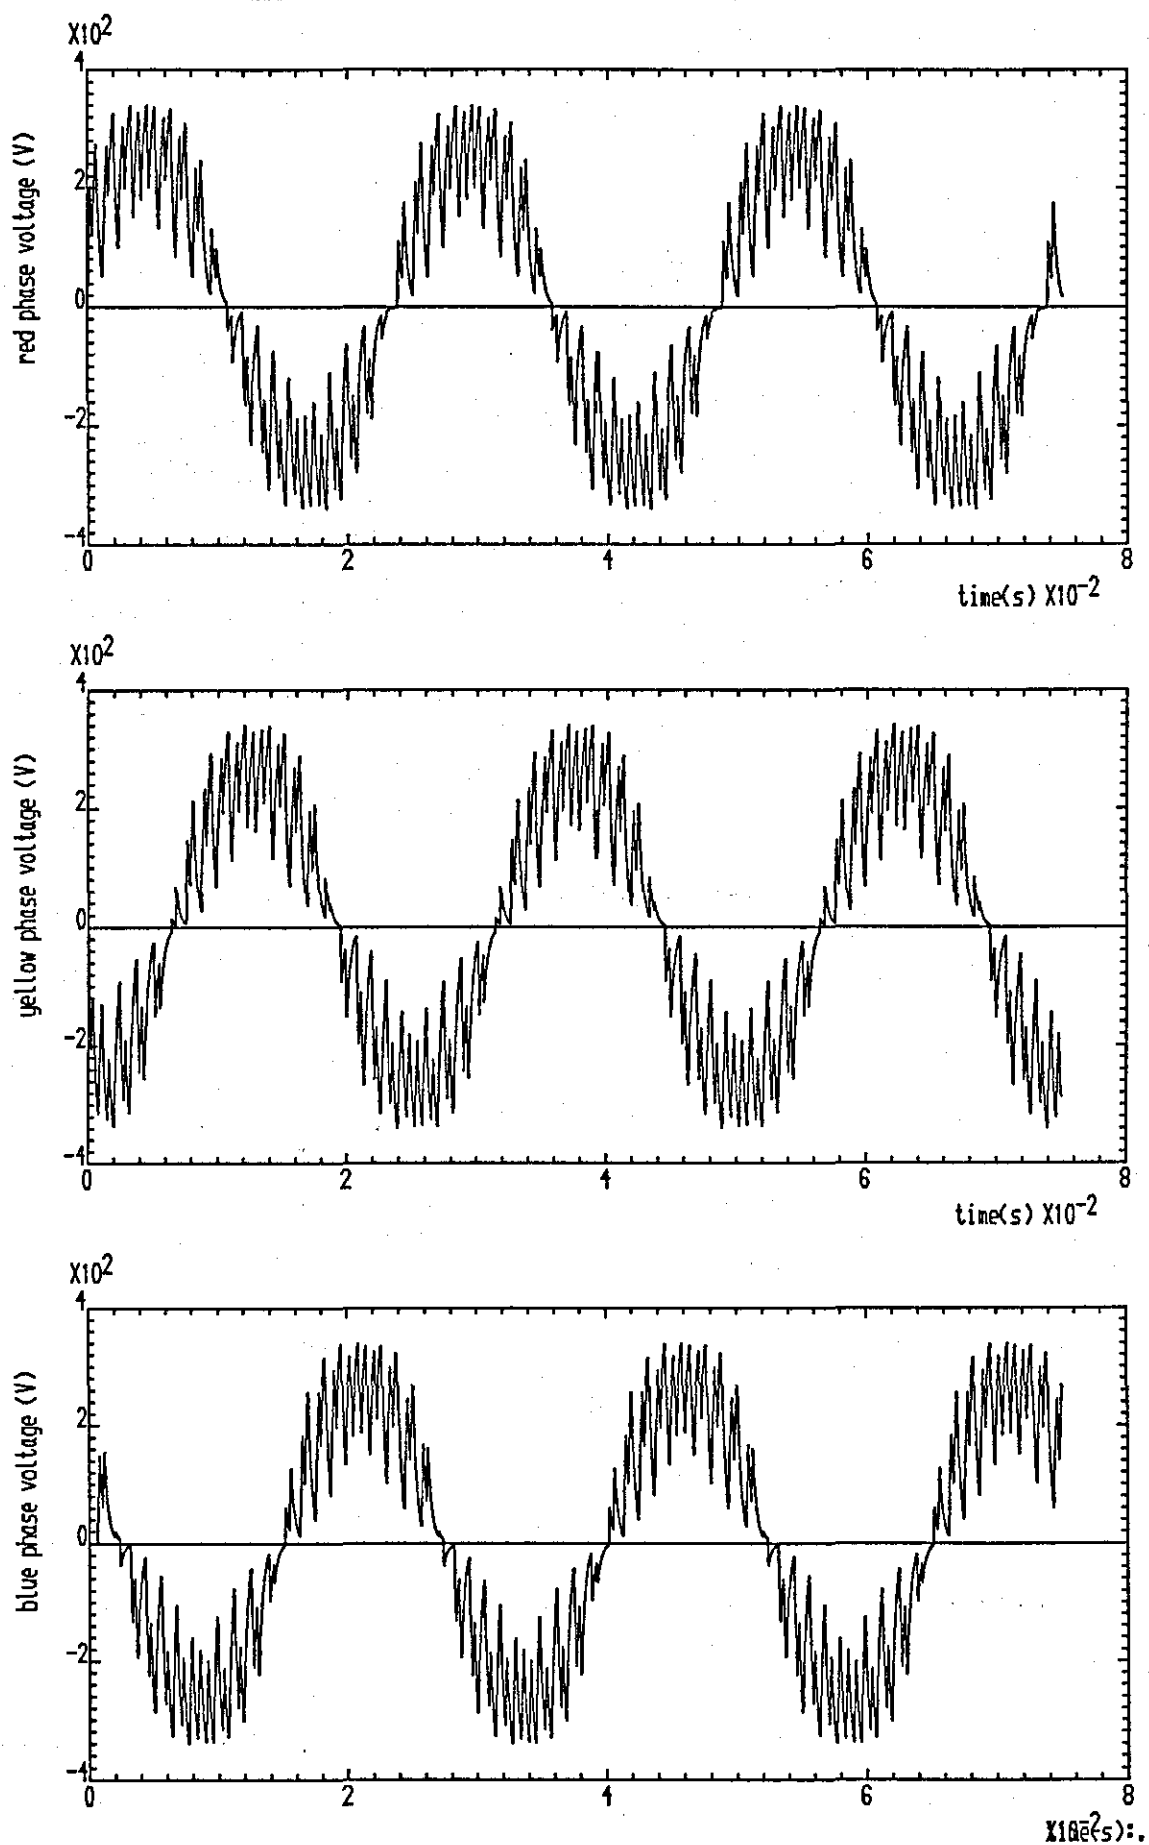 X10²
4
2
0
-2
-4
red phase voltage (V)
0 2 4 6 8
time(s) X10⁻²
X10²
4
2
0
-2
-4
yellow phase voltage (V)
0 2 4 6 8
time(s) X10⁻²
X10²
4
2
0
-2
-4
blue phase voltage (V)
0 2 4 6 8